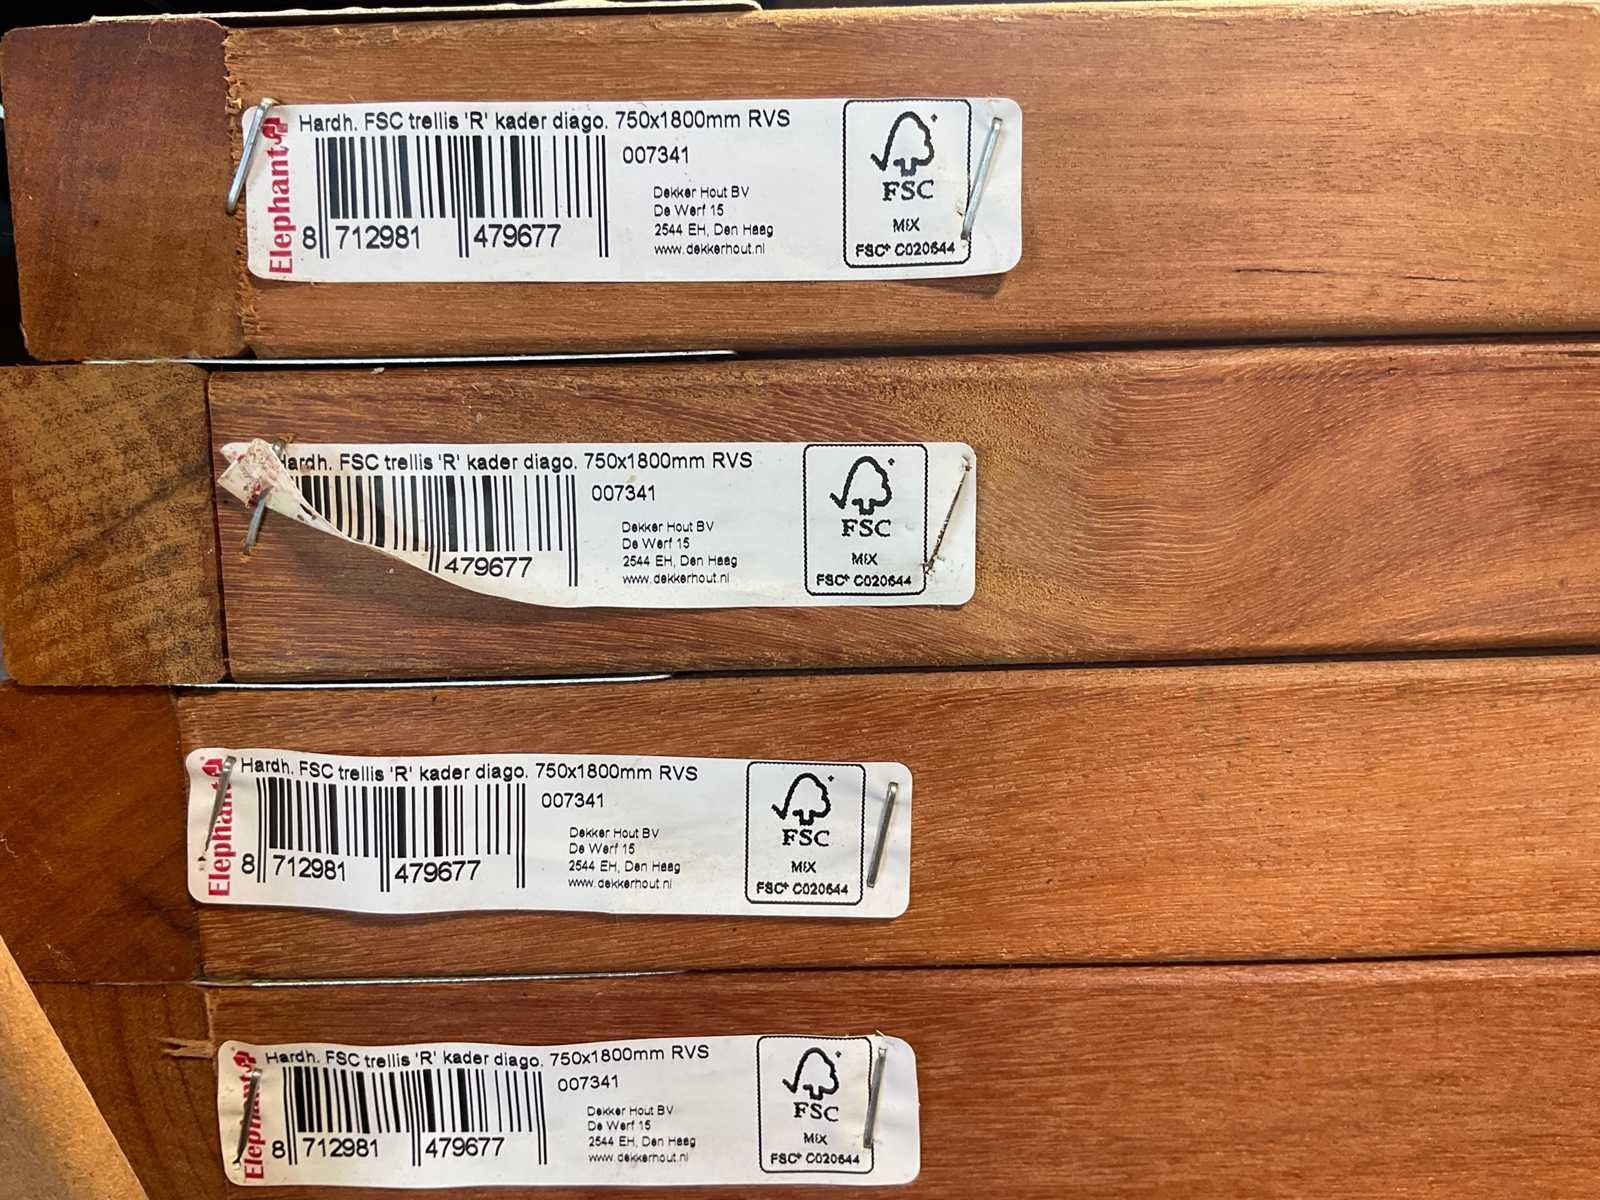 Elephant
Hardh. FSC trellis 'R' kader diago. 750x1800mm RVS
007341
Dekker Hout BV
De Werf 15
2544 EH, Den Haag
www.dekkerhout.nl
8 712981 479677
FSC
MIX
FSC® C020644
Hardh. FSC trellis 'R' kader diago. 750x1800mm RVS
007341
Dekker Hout BV
De Werf 15
2544 EH, Den Haag
www.dekkerhout.nl
479677
FSC
MIX
FSC® C020644
Elephant
Hardh. FSC trellis 'R' kader diago. 750x1800mm RVS
007341
Dekker Hout BV
De Werf 15
2544 EH, Den Haag
www.dekkerhout.nl
8 712981 479677
FSC
MIX
FSC® C020644
Elephant
Hardh. FSC trellis 'R' kader diago. 750x1800mm RVS
007341
Dekker Hout BV
De Werf 15
2544 EH, Den Haag
www.dekkerhout.nl
8 712981 479677
FSC
MIX
FSC® C020644